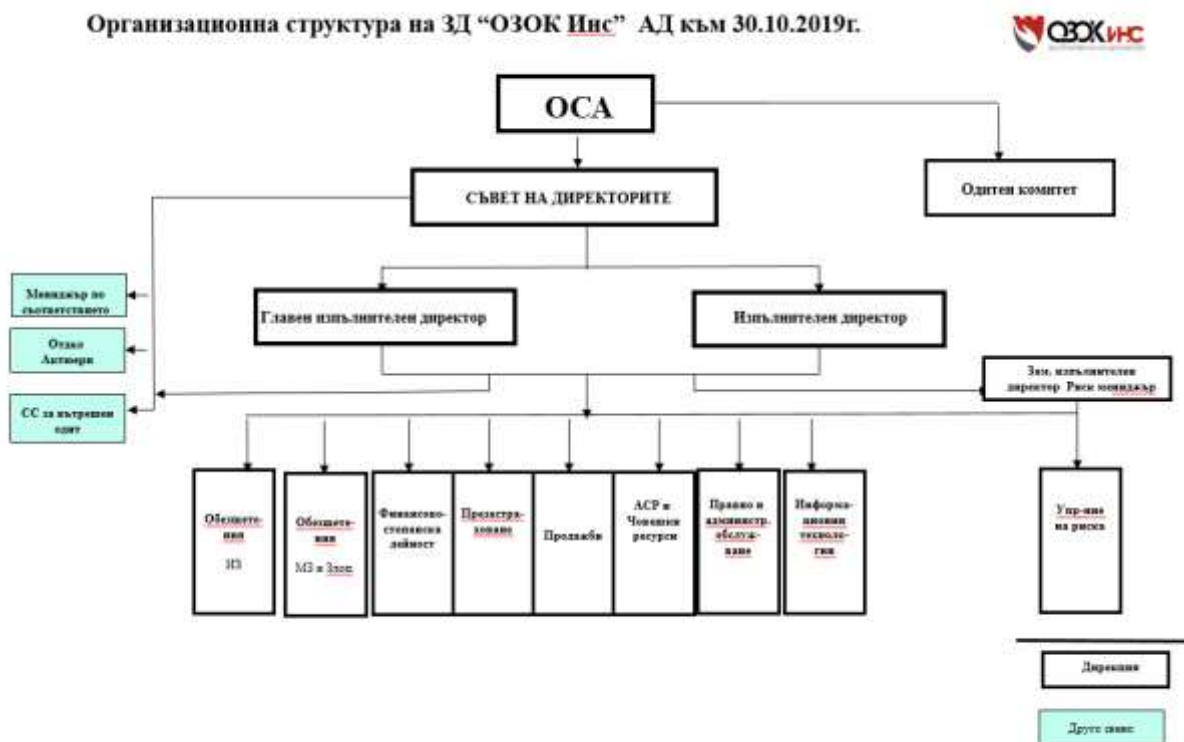 Организационна структура на ЗД “ОЗОК Инс” АД към 30.10.2019г.
ОЗОК ИНС
ОСА
Одитен комитет
СЪВЕТ НА ДИРЕКТОРИТЕ
Мениджър по
съответствието
Отдел
Актюери
СС за вътрешен
одит
Главен изпълнителен директор
Изпълнителен директор
Зам. изпълнителен
директор Риск мениджър
Обезщете-
ния
НЗ
Обезщете-
ния
МЗ и Злоп.
Финансово-
стопанска
дейност
Презастра-
ховане
Продажби
АСР и
Човешки
ресурси
Правно и
администр.
обслуж-
ване
Информа-
ционни
техноло-
гии
Упр-ние
на риска
Дирекция
Друго звено